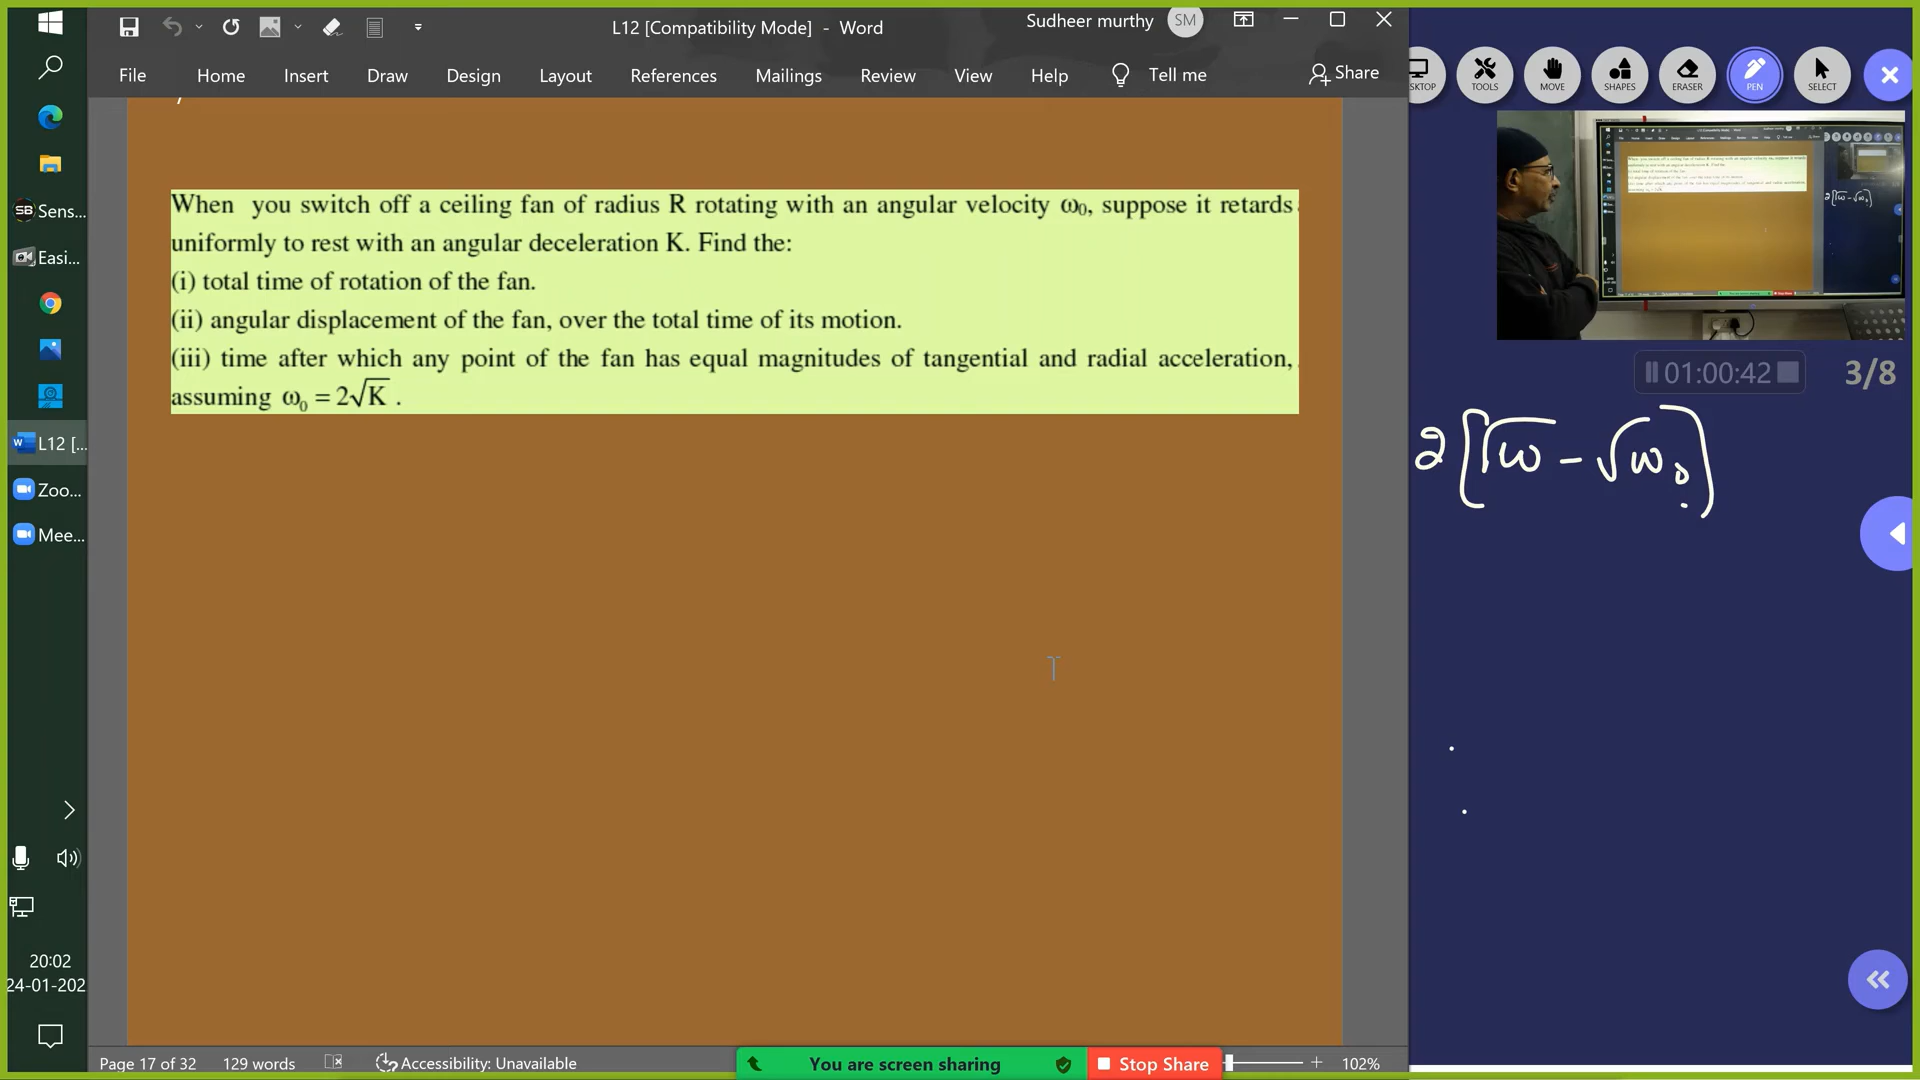 L12 [Compatibility Mode] - Word
Sudheer murthy
SM
File Home Insert Draw Design Layout References Mailings Review View Help Tell me Share
KTOP TOOLS MOVE SHAPES ERASER PEN SELECT
When you switch off a ceiling fan of radius R rotating with an angular velocity ω₀, suppose it retards
uniformly to rest with an angular deceleration K. Find the:
(i) total time of rotation of the fan.
(ii) angular displacement of the fan, over the total time of its motion.
(iii) time after which any point of the fan has equal magnitudes of tangential and radial acceleration,
assuming ω₀ = 2√K .
01:00:42
3/8
2[√ω - √ω₀]
Sens...
Easi...
L12 [...
Zoo...
Mee...
20:02
24-01-202
Page 17 of 32 129 words Accessibility: Unavailable
You are screen sharing
Stop Share
102%